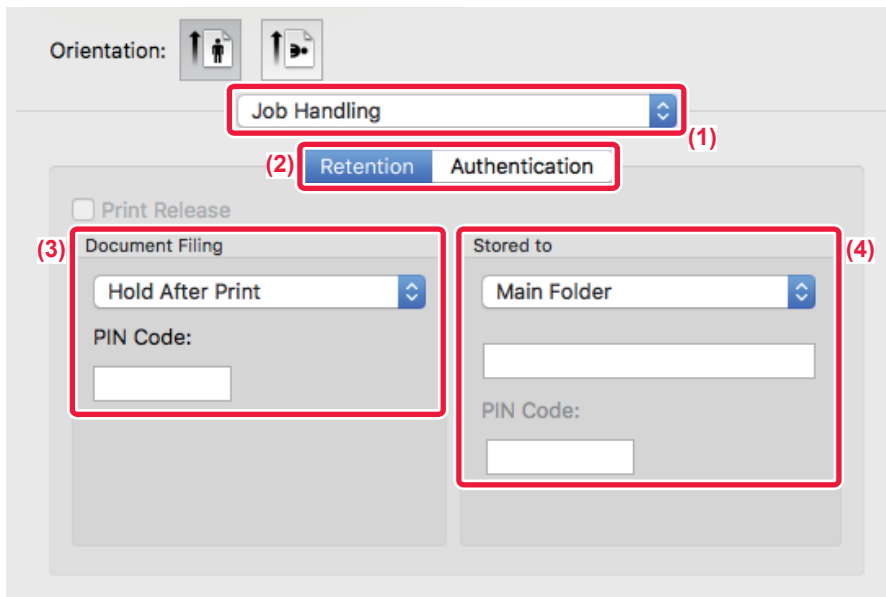 Orientation:
Job Handling
(1)
(2)
Retention
Authentication
Print Release
(3)
Document Filing
Hold After Print
PIN Code:
Stored to
(4)
Main Folder
PIN Code: